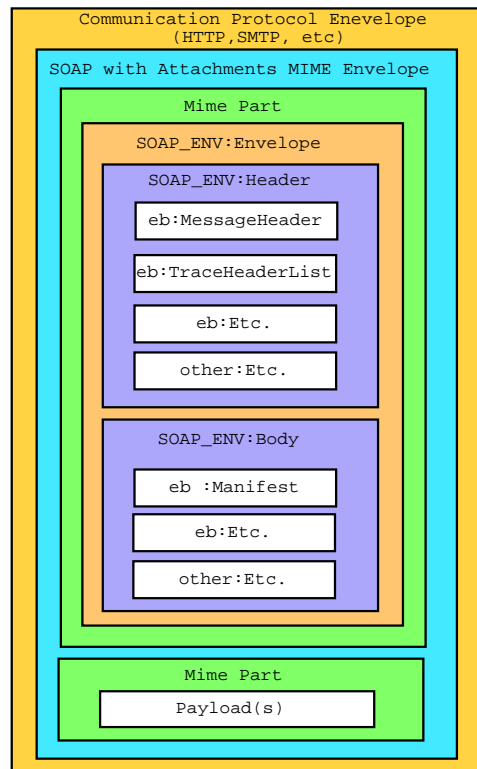 Communication Protocol Enevelope
(HTTP,SMTP, etc)
SOAP with Attachments MIME Envelope
Mime Part
SOAP_ENV:Envelope
SOAP_ENV:Header
eb:MessageHeader
eb:TraceHeaderList
eb:Etc.
other:Etc.
SOAP_ENV:Body
eb :Manifest
eb:Etc.
other:Etc.
Mime Part
Payload(s)